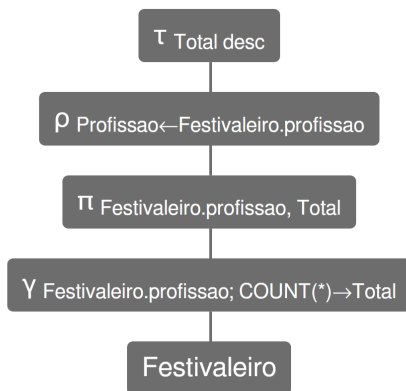 τ Total desc
ρ Profissao←Festivaleiro.profissao
π Festivaleiro.profissao, Total
γ Festivaleiro.profissao; COUNT(*)→Total
Festivaleiro